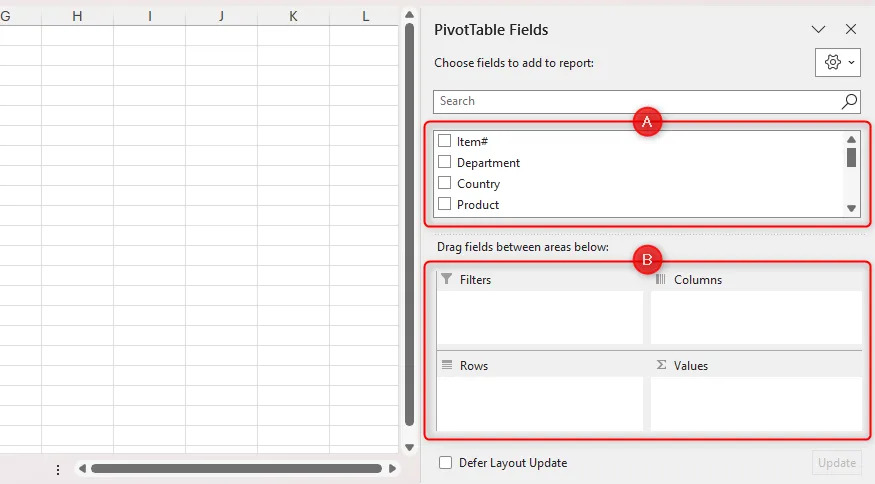 G H I J K L
PivotTable Fields
Choose fields to add to report:
Search
A
Item#
Department
Country
Product
Drag fields between areas below:
B
Filters
Columns
Rows
Σ Values
Defer Layout Update
Update